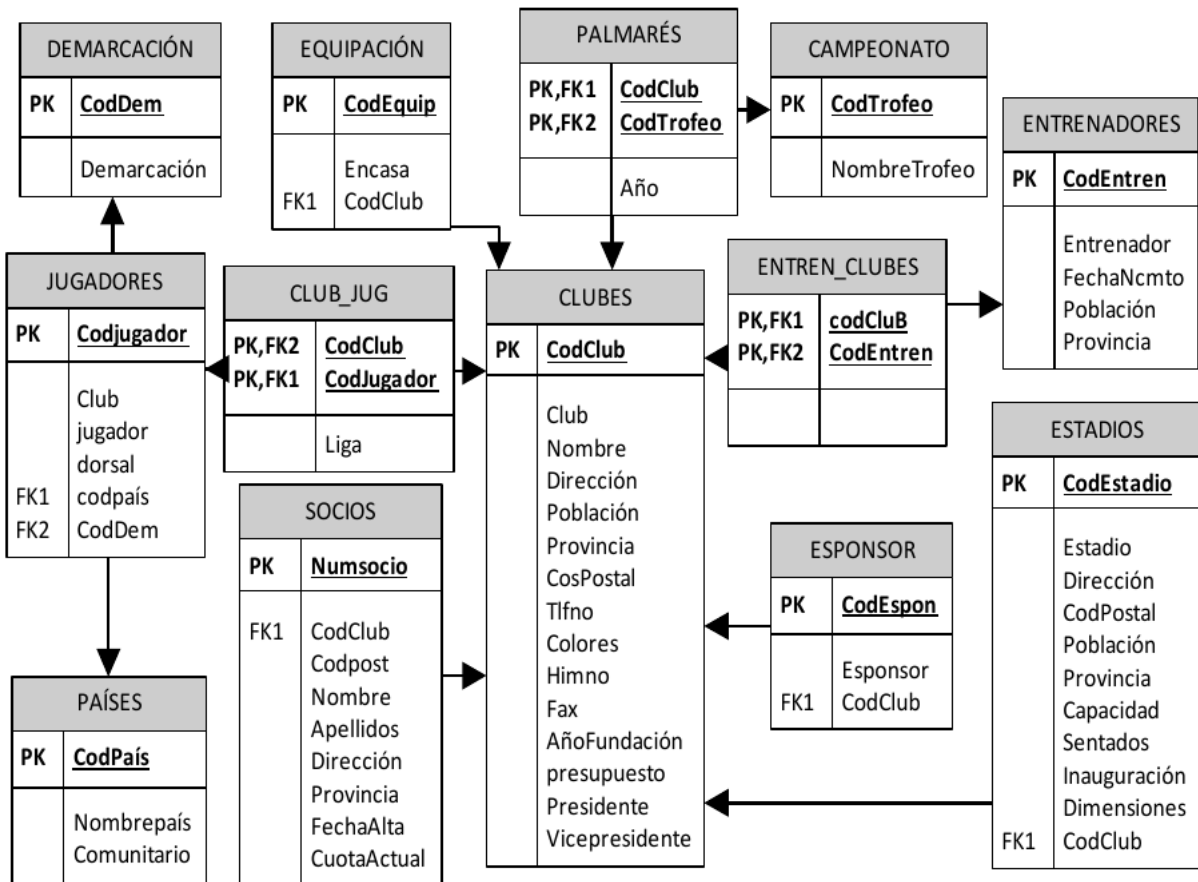 DEMARCACIÓN
PK CodDem
Demarcación
EQUIPACIÓN
PK CodEquip
Encasa
FK1 CodClub
PALMARÉS
PK,FK1 CodClub
PK,FK2 CodTrofeo
Año
CAMPEONATO
PK CodTrofeo
NombreTrofeo
ENTRENADORES
PK CodEntren
Entrenador
FechaNcmto
Población
Provincia
JUGADORES
PK Codjugador
Club
jugador
dorsal
FK1 codpaís
FK2 CodDem
CLUB_JUG
PK,FK2 CodClub
PK,FK1 CodJugador
Liga
CLUBES
PK CodClub
Club
Nombre
Dirección
Población
Provincia
CosPostal
Tlfno
Colores
Himno
Fax
AñoFundación
presupuesto
Presidente
Vicepresidente
ENTREN_CLUBES
PK,FK1 codCluB
PK,FK2 CodEntren
ESTADIOS
PK CodEstadio
Estadio
Dirección
CodPostal
Población
Provincia
Capacidad
Sentados
Inauguración
Dimensiones
FK1 CodClub
SOCIOS
PK Numsocio
FK1 CodClub
Codpost
Nombre
Apellidos
Dirección
Provincia
FechaAlta
CuotaActual
ESPONSOR
PK CodEspon
Esponsor
FK1 CodClub
PAÍSES
PK CodPaís
Nombrepaís
Comunitario